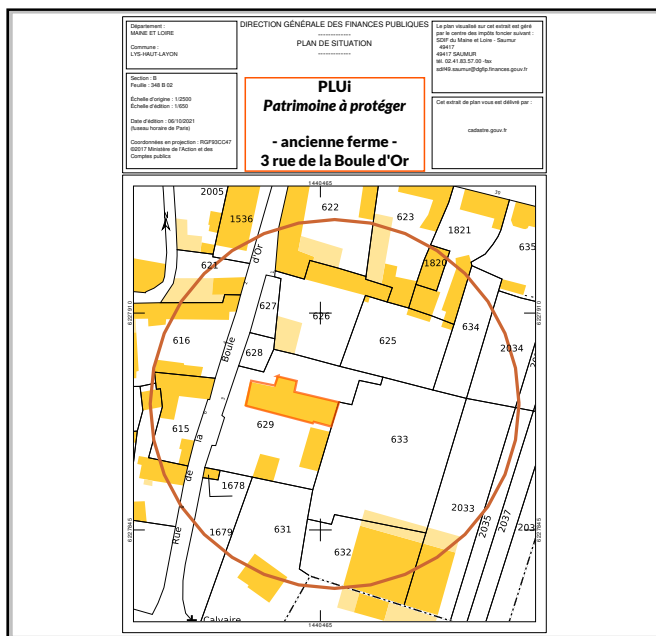 Département :
MAINE ET LOIRE
Commune :
LYS-HAUT-LAYON
Section : B
Feuille : 348 B 02
Échelle d'origine : 1/2500
Échelle d'édition : 1/650
Date d'édition : 06/10/2021
(fuseau horaire de Paris)
Coordonnées en projection : RGF93CC47
©2017 Ministère de l'Action et des
Comptes publics
DIRECTION GÉNÉRALE DES FINANCES PUBLIQUES
-------------
PLAN DE SITUATION
-------------
PLUi
Patrimoine à protéger
- ancienne ferme -
3 rue de la Boule d'Or
Le plan visualisé sur cet extrait est géré
par le centre des impôts foncier suivant :
SDIF du Maine et Loire - Saumur
49417
49417 SAUMUR
tél. 02.41.83.57.00 -fax
sdif49.saumur@dgfip.finances.gouv.fr
Cet extrait de plan vous est délivré par :
cadastre.gouv.fr
1440465
2005
1536
622
623
1821
635
621
1820
627
626
634
6227910
6227910
616
628
625
2034
615
629
633
1678
2033
2035
2037
203
6227845
6227845
1679
631
632
Rue de la Boule d'Or
Calvaire
1440465